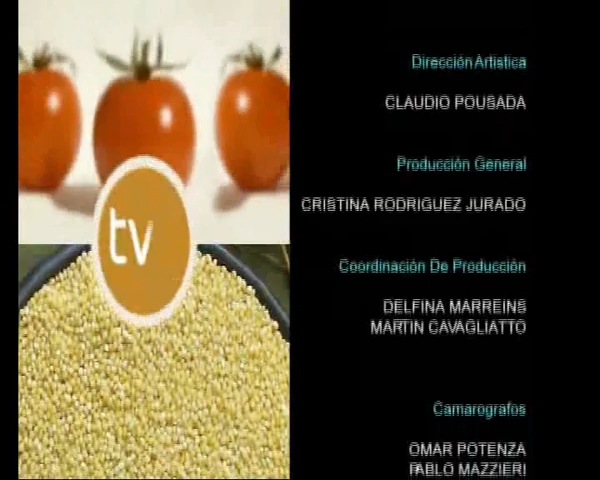 Dirección Artistica
CLAUDIO POUSADA
Producción General
CRISTINA RODRIGUEZ JURADO
tv
Coordinación De Producción
DELFINA MARREINS
MARTIN CAVAGLIATTO
Camarografos
OMAR POTENZA
PABLO MAZZIERI